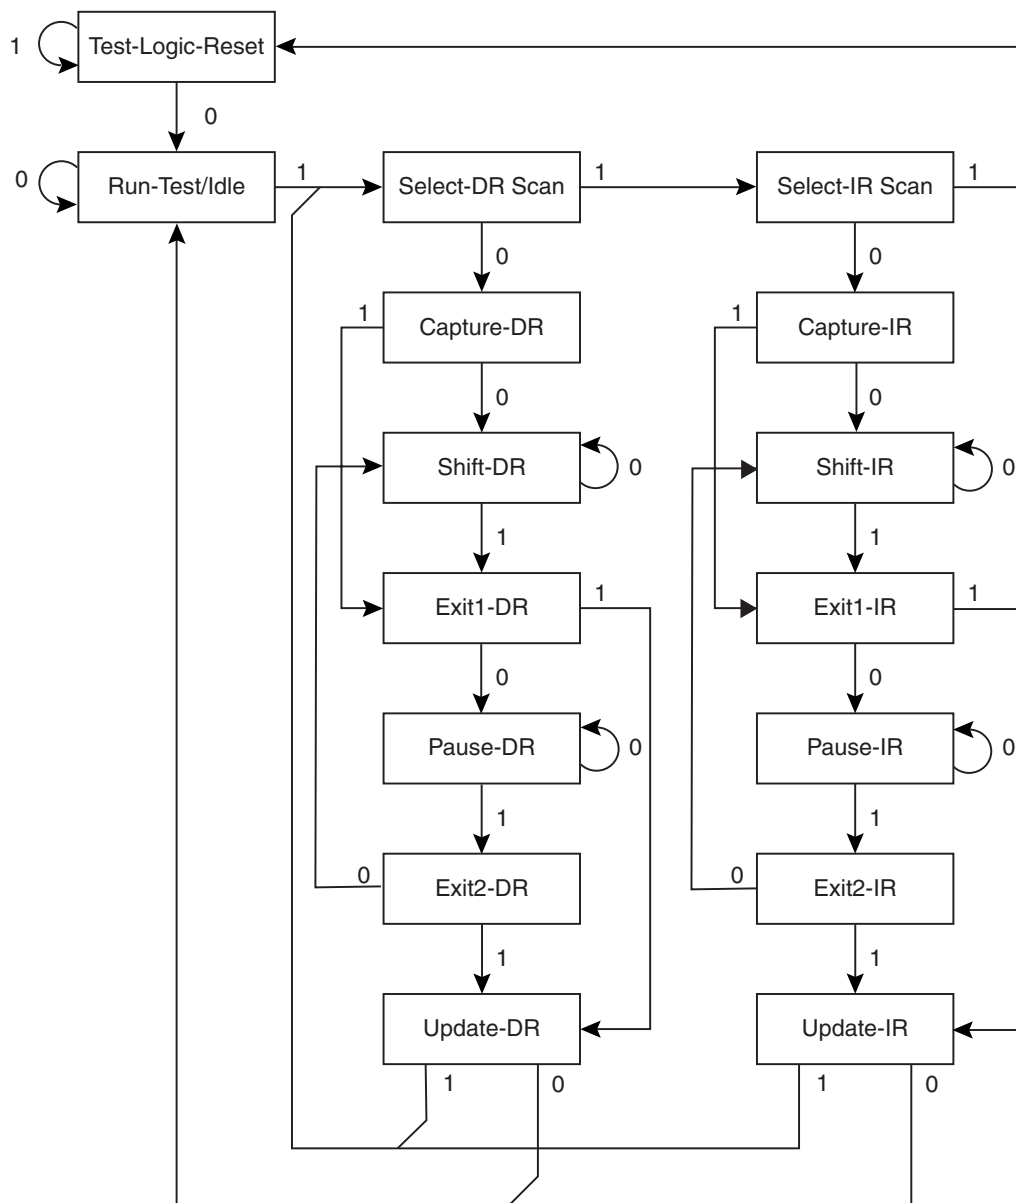 1
Test-Logic-Reset
0
0
Run-Test/Idle
1
Select-DR Scan
1
Select-IR Scan
1
0
0
1
Capture-DR
1
Capture-IR
0
0
Shift-DR
0
Shift-IR
0
1
1
Exit1-DR
1
Exit1-IR
1
0
0
Pause-DR
0
Pause-IR
0
1
1
0
Exit2-DR
0
Exit2-IR
1
1
Update-DR
Update-IR
1
0
1
0